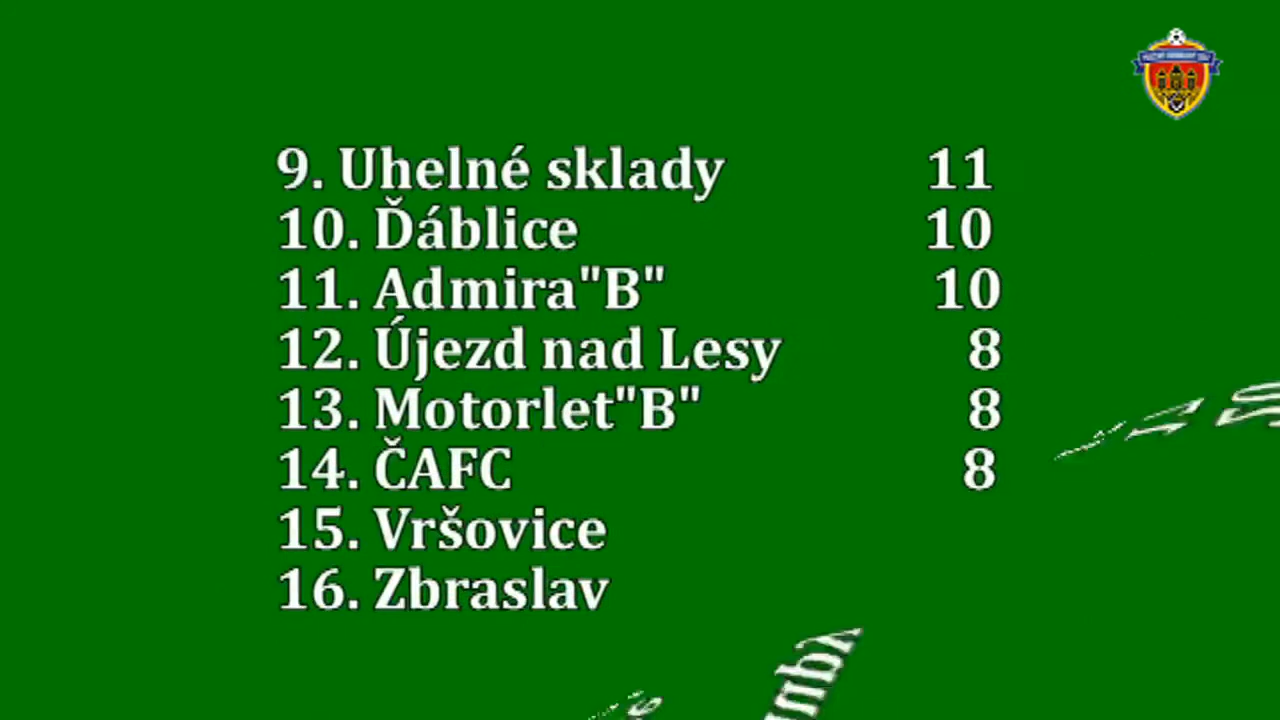 9. Uhelné sklady 11
10. Ďáblice 10
11. Admira"B" 10
12. Újezd nad Lesy 8
13. Motorlet"B" 8
14. ČAFC 8
15. Vršovice
16. Zbraslav